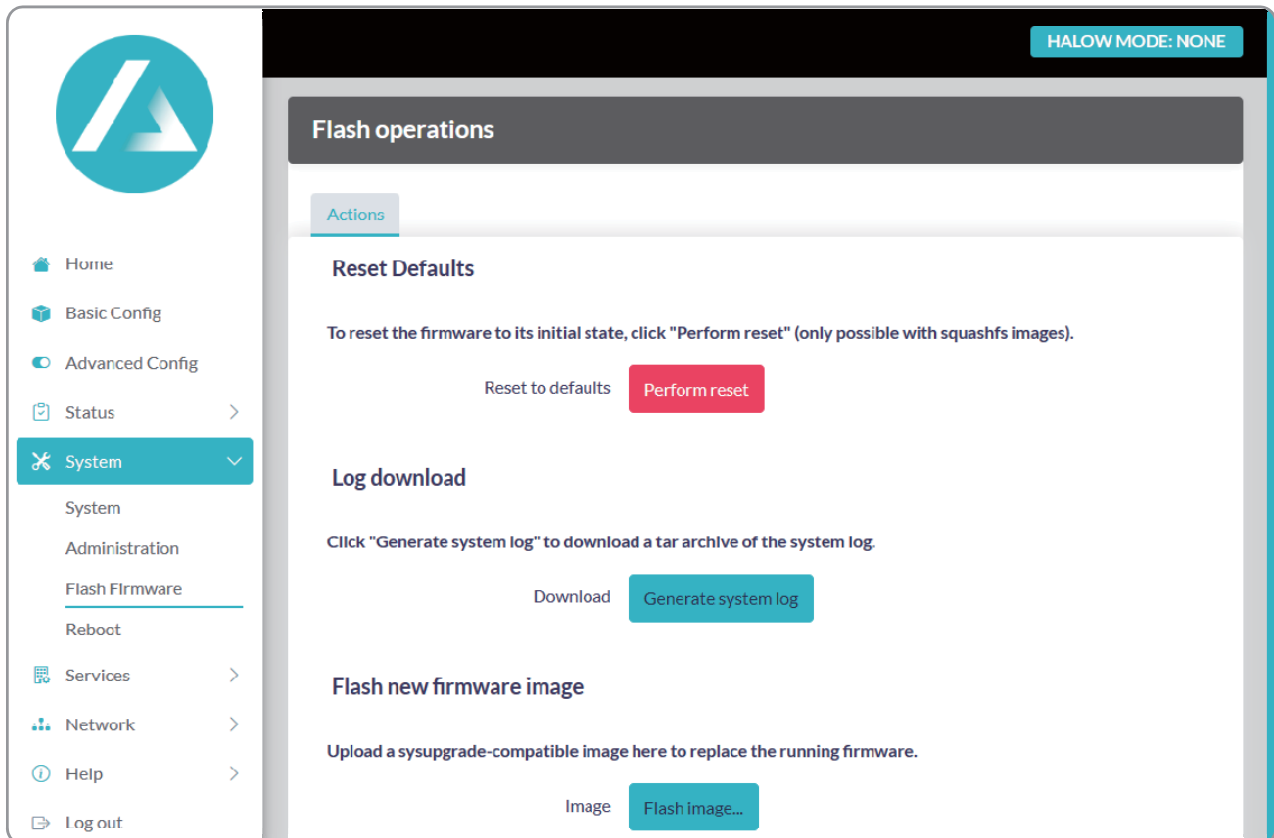 HALOW MODE: NONE
Flash operations
Actions
Home
Basic Config
Advanced Config
Status
System
System
Administration
Flash Firmware
Reboot
Services
Network
Help
Log out
Reset Defaults
To reset the firmware to its initial state, click "Perform reset" (only possible with squashfs images).
Reset to defaults Perform reset
Log download
Click "Generate system log" to download a tar archive of the system log.
Download Generate system log
Flash new firmware image
Upload a sysupgrade-compatible image here to replace the running firmware.
Image Flash image...